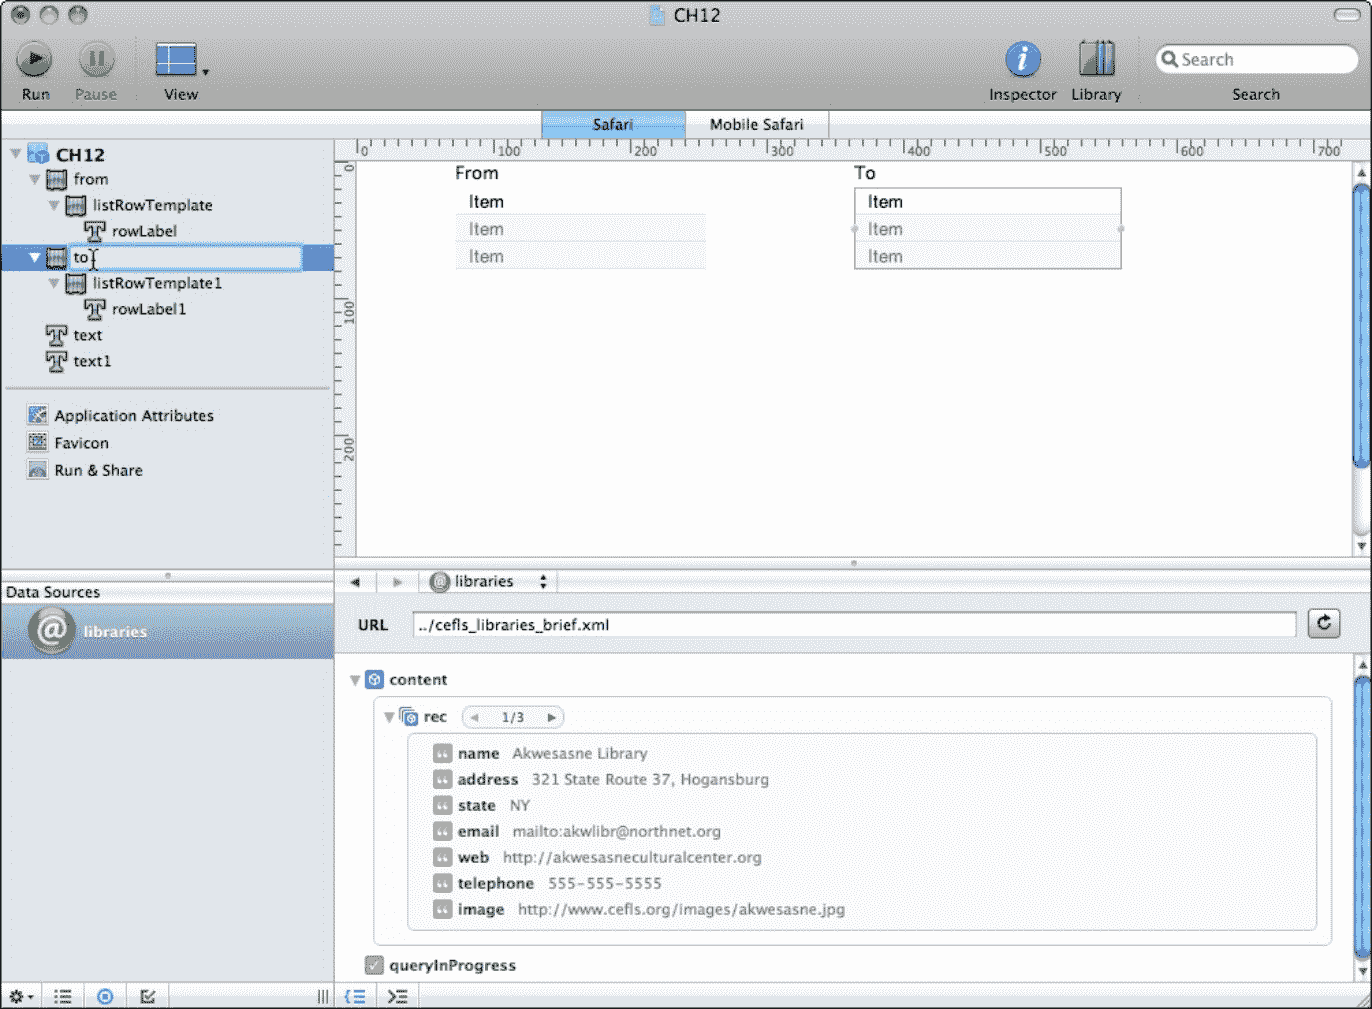 CH12
Run
Pause
View
Inspector
Library
Search
Search
Safari
Mobile Safari
CH12
from
listRowTemplate
rowLabel
to
listRowTemplate1
rowLabel1
text
text1
Application Attributes
Favicon
Run & Share
0 100 200 300 400 500 600 700
0
100
200
From
Item
Item
Item
To
Item
Item
Item
Data Sources
@ libraries
@ libraries
URL ../cefls_libraries_brief.xml
content
rec 1/3
name Akwesasne Library
address 321 State Route 37, Hogansburg
state NY
email mailto:akwlibr@northnet.org
web http://akwesasneculturalcenter.org
telephone 555-555-5555
image http://www.cefls.org/images/akwesasne.jpg
queryInProgress